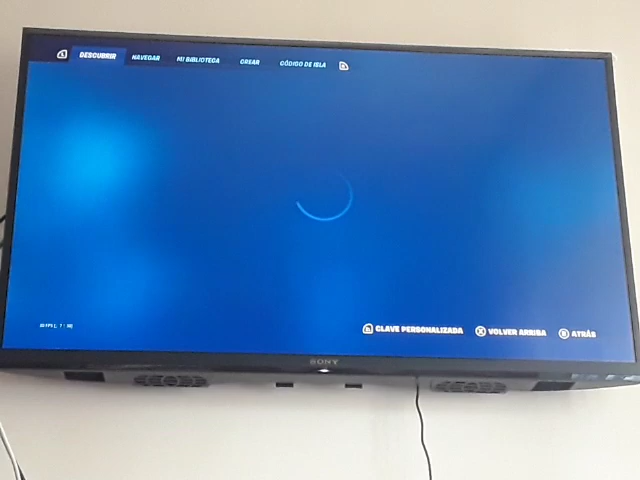 DESCUBRIR NAVEGAR MI BIBLIOTECA CREAR CÓDIGO DE ISLA
CLAVE PERSONALIZADA X VOLVER ARRIBA B ATRÁS
SONY